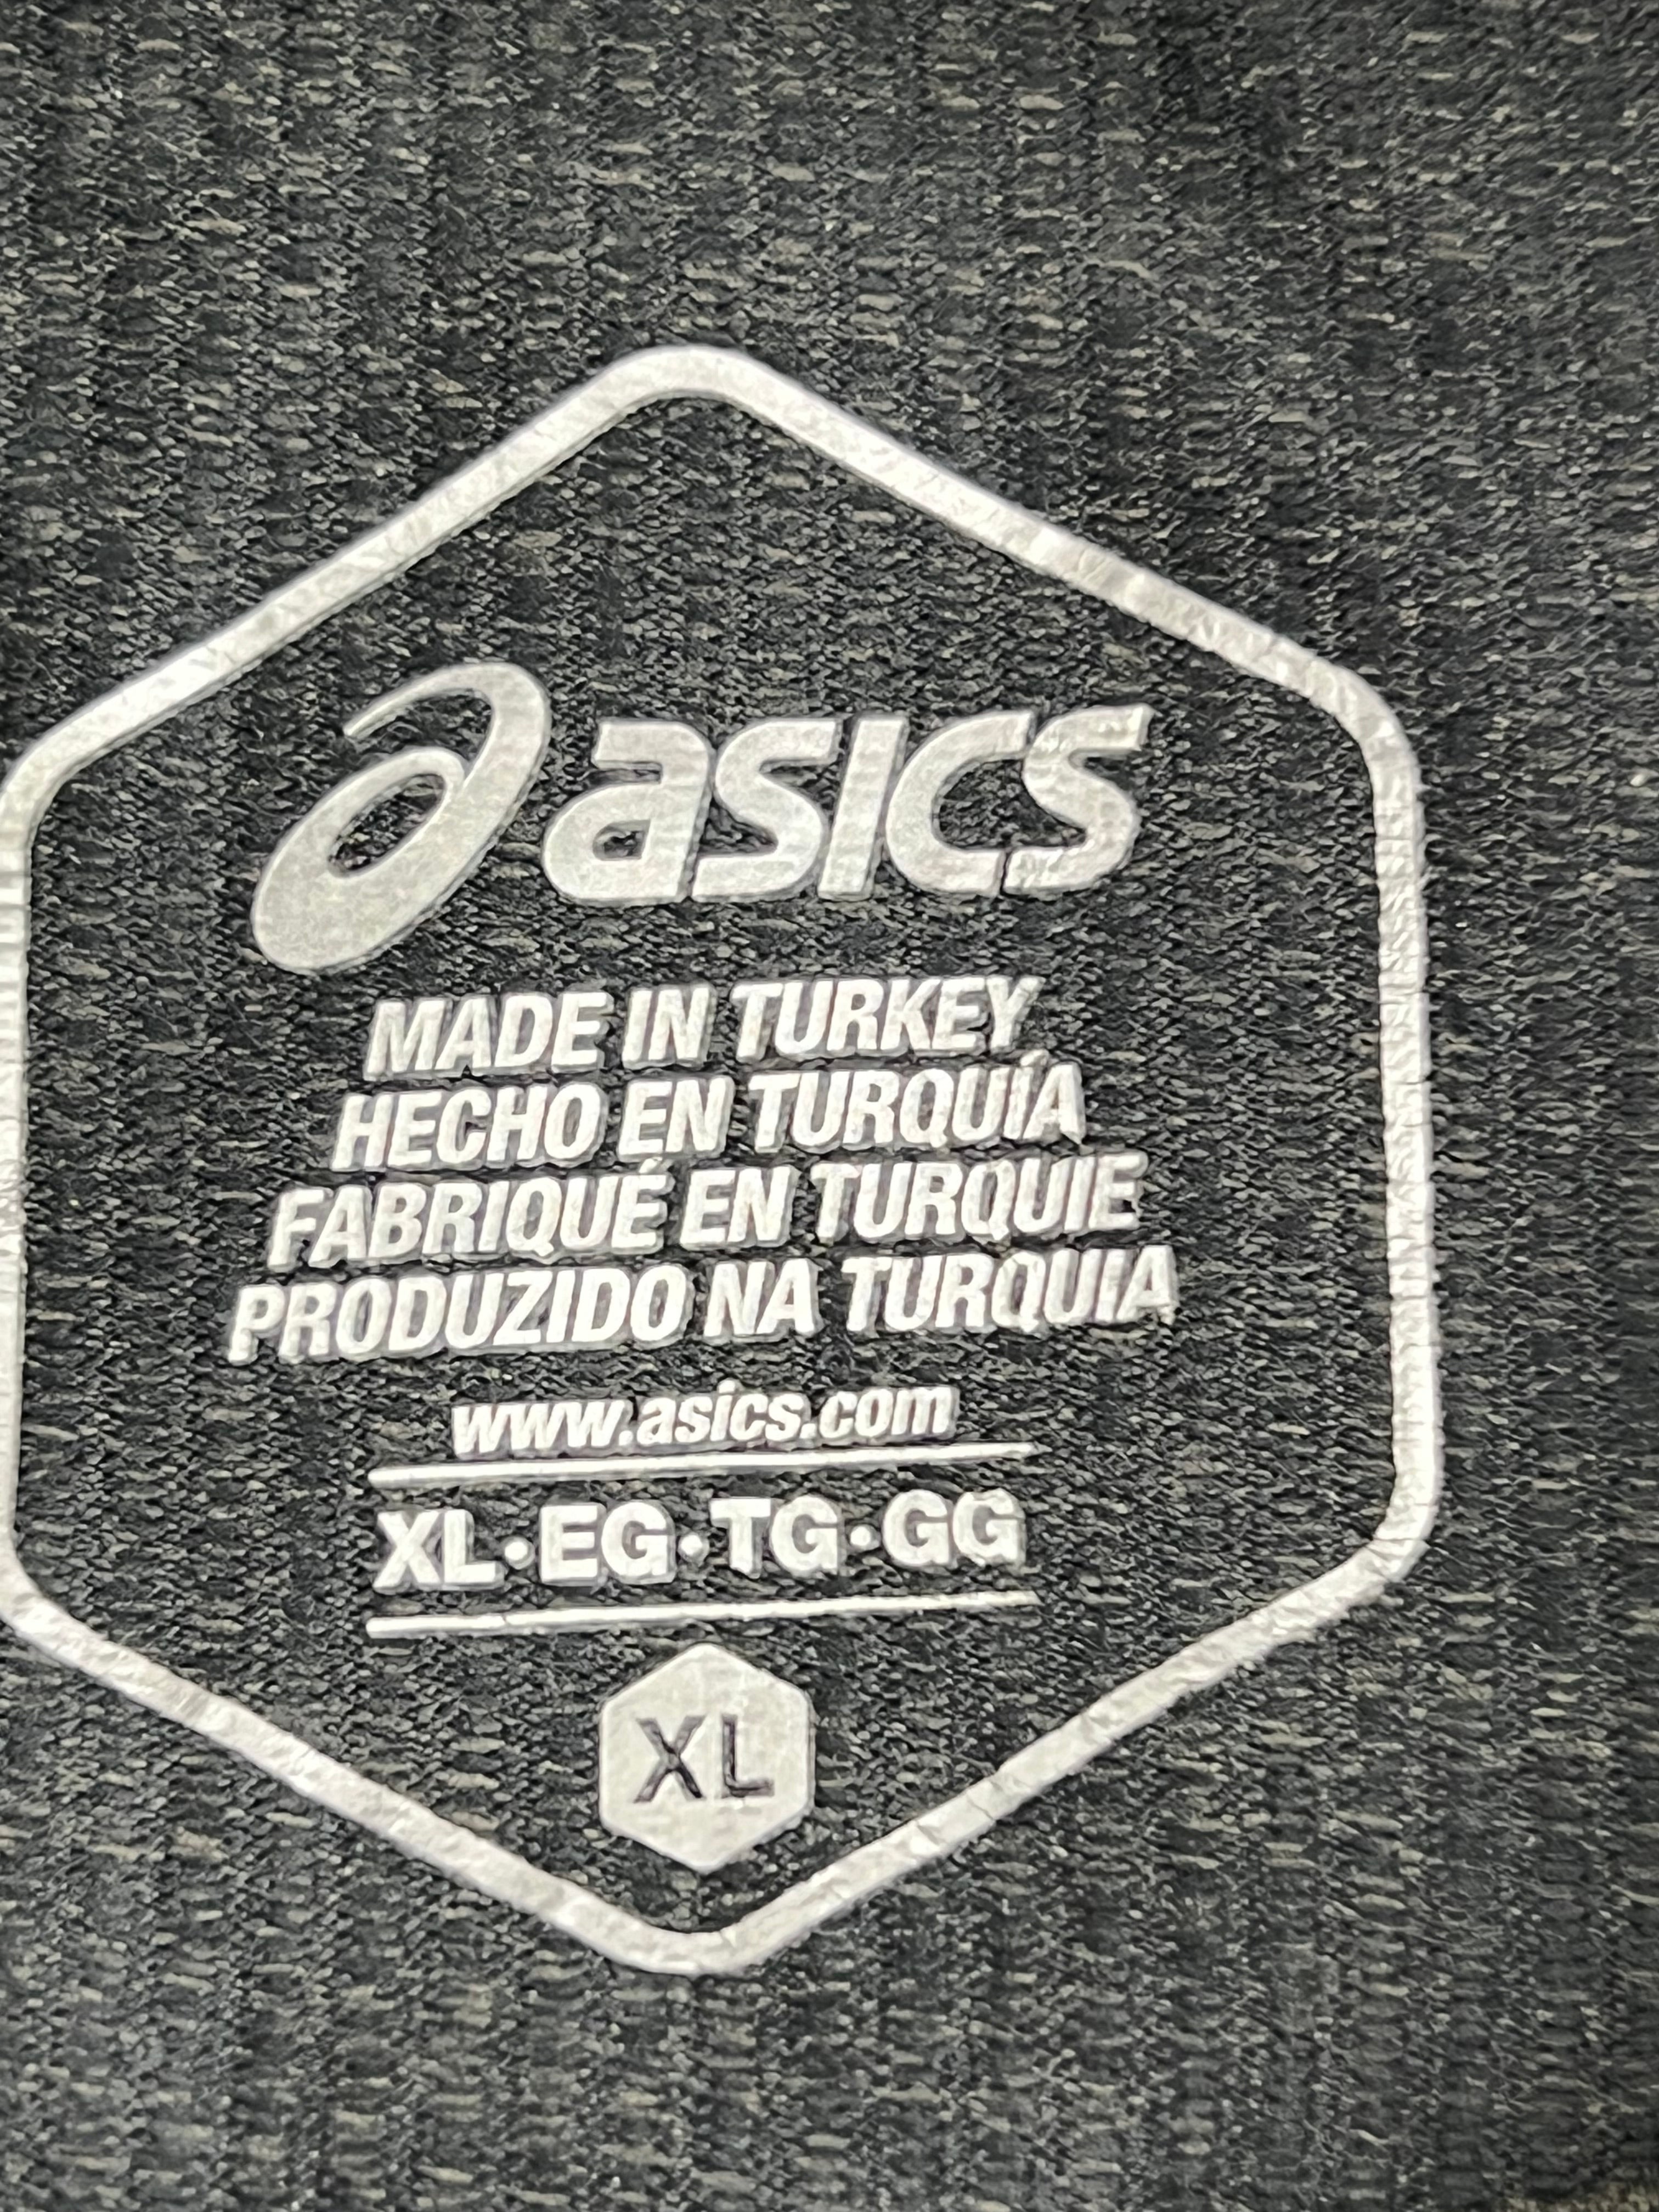 asics
MADE IN TURKEY
HECHO EN TURQUÍA
FABRIQUÉ EN TURQUIE
PRODUZIDO NA TURQUIA
www.asics.com
XL·EG·TG·GG
XL